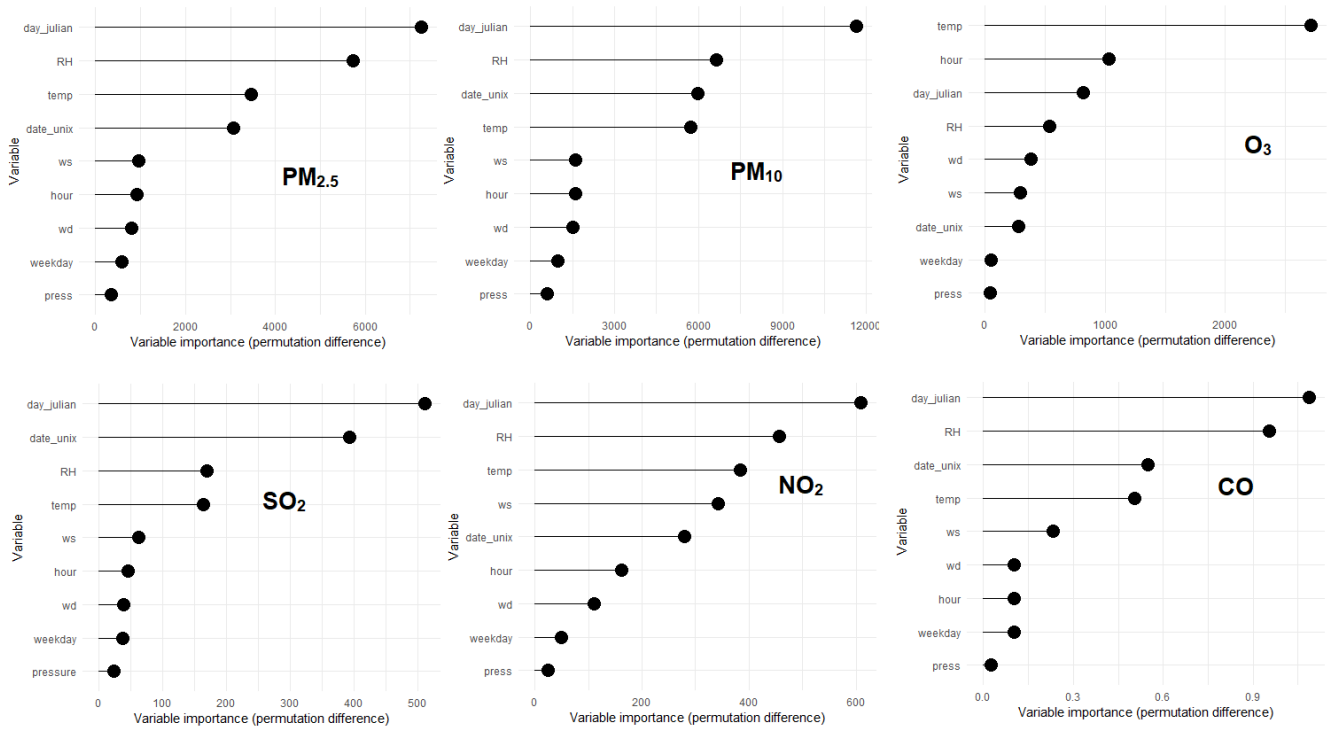 day_julian
RH
temp
date_unix
ws
hour
wd
weekday
press
Variable
PM2.5
0 2000 4000 6000
Variable importance (permutation difference)
day_julian
RH
date_unix
temp
ws
hour
wd
weekday
press
Variable
PM10
0 3000 6000 9000 12000
Variable importance (permutation difference)
temp
hour
day_julian
RH
wd
ws
date_unix
weekday
press
Variable
O3
0 1000 2000
Variable importance (permutation difference)
day_julian
date_unix
RH
temp
ws
hour
wd
weekday
pressure
Variable
SO2
0 100 200 300 400 500
Variable importance (permutation difference)
day_julian
RH
temp
ws
date_unix
hour
wd
weekday
press
Variable
NO2
0 200 400 600
Variable importance (permutation difference)
day_julian
RH
date_unix
temp
ws
wd
hour
weekday
press
Variable
CO
0.0 0.3 0.6 0.9
Variable importance (permutation difference)